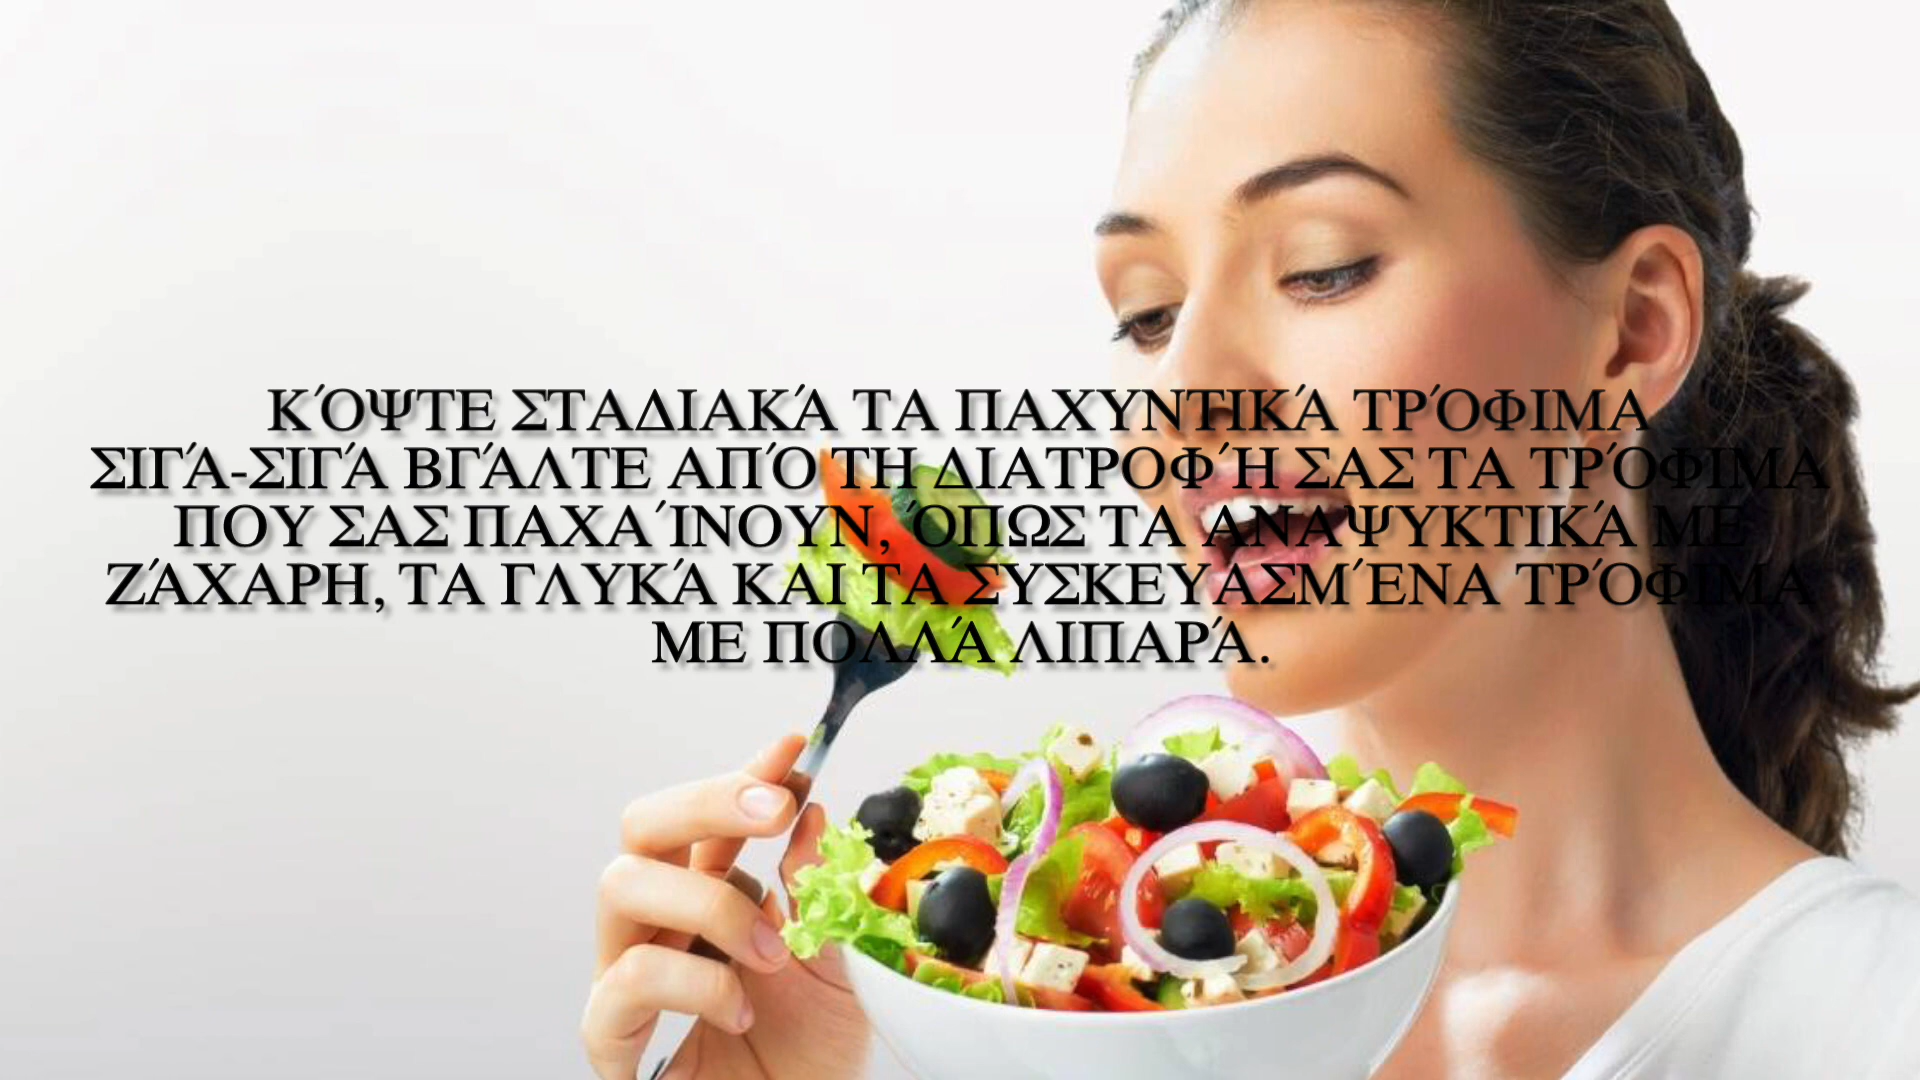 ΚΌΨΤΕ ΣΤΑΔΙΑΚΆ ΤΑ ΠΑΧΥΝΤΙΚΆ ΤΡΌΦΙΜΑ
ΣΙΓΆ-ΣΙΓΆ ΒΓΆΛΤΕ ΑΠΌ ΤΗ ΔΙΑΤΡΟΦΉ ΣΑΣ ΤΑ ΤΡΌΦΙΜΑ
ΠΟΥ ΣΑΣ ΠΑΧΑΊΝΟΥΝ, ΌΠΩΣ ΤΑ ΑΝΑΨΥΚΤΙΚΆ ΜΕ
ΖΆΧΑΡΗ, ΤΑ ΓΛΥΚΆ ΚΑΙ ΤΑ ΣΥΣΚΕΥΑΣΜΈΝΑ ΤΡΌΦΙΜΑ
ΜΕ ΠΟΛΛΆ ΛΙΠΑΡΆ.